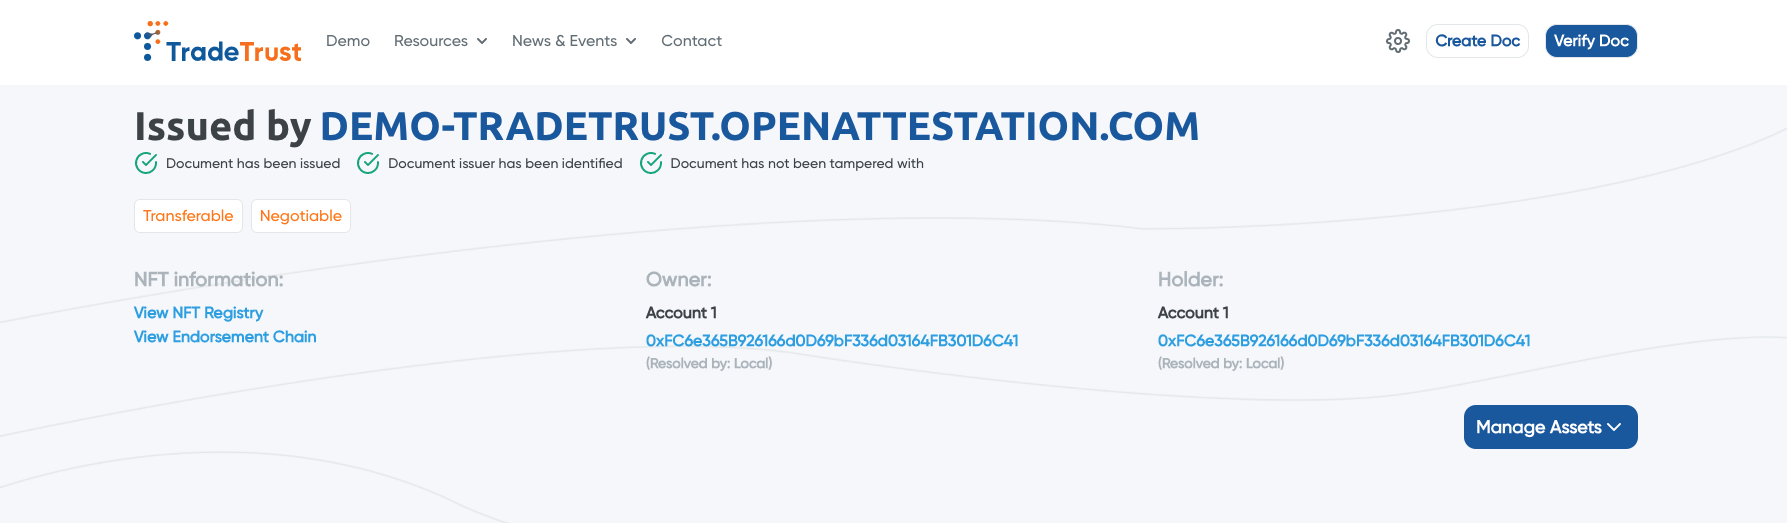 TradeTrust
Demo
Resources
News & Events
Contact
Create Doc
Verify Doc
Issued by DEMO-TRADETRUST.OPENATTESTATION.COM
Document has been issued
Document issuer has been identified
Document has not been tampered with
Transferable
Negotiable
NFT information:
View NFT Registry
View Endorsement Chain
Owner:
Account 1
0xFC6e365B926166d0D69bF336d03164FB301D6C41
(Resolved by: Local)
Holder:
Account 1
0xFC6e365B926166d0D69bF336d03164FB301D6C41
(Resolved by: Local)
Manage Assets